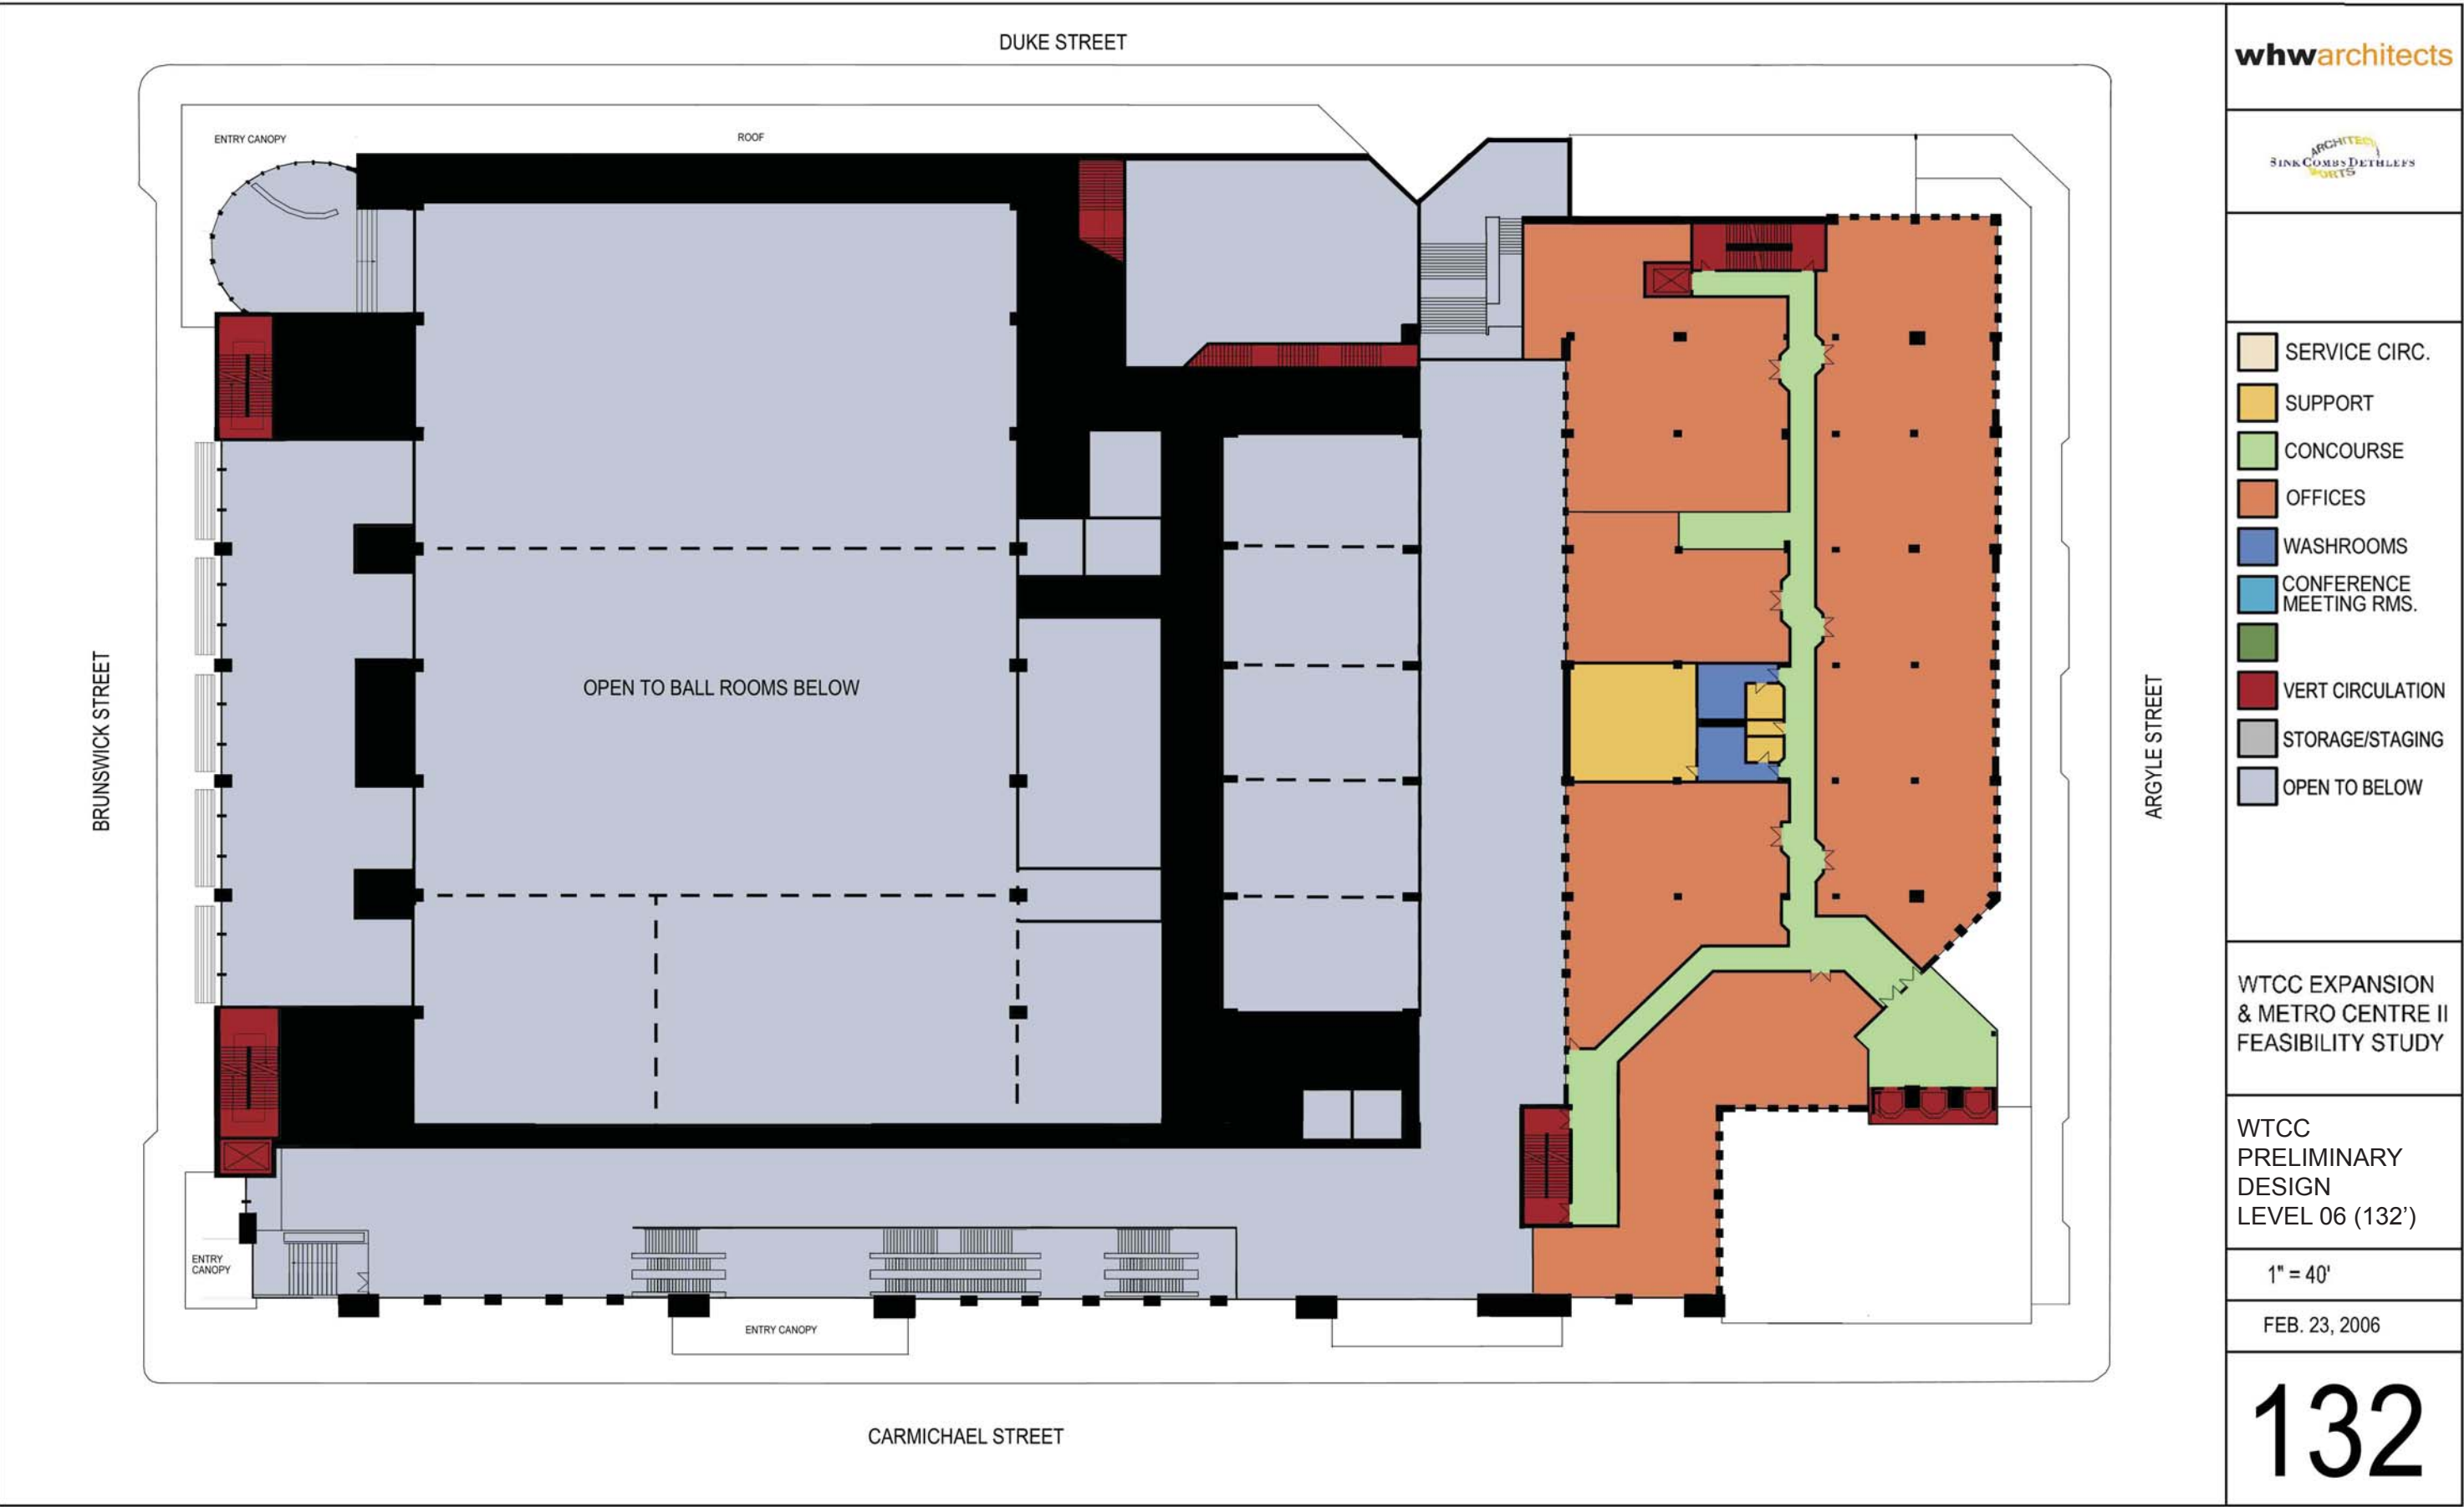 DUKE STREET
ENTRY CANOPY
ROOF
OPEN TO BALL ROOMS BELOW
BRUNSWICK STREET
ARGYLE STREET
ENTRY
CANOPY
ENTRY CANOPY
CARMICHAEL STREET
whwarchitects
ARCHITECTS
SINK COMBS DETHLEFS
SPORTS
SERVICE CIRC.
SUPPORT
CONCOURSE
OFFICES
WASHROOMS
CONFERENCE
MEETING RMS.
VERT CIRCULATION
STORAGE/STAGING
OPEN TO BELOW
WTCC EXPANSION
& METRO CENTRE II
FEASIBILITY STUDY
WTCC
PRELIMINARY
DESIGN
LEVEL 06 (132’)
1" = 40'
FEB. 23, 2006
132